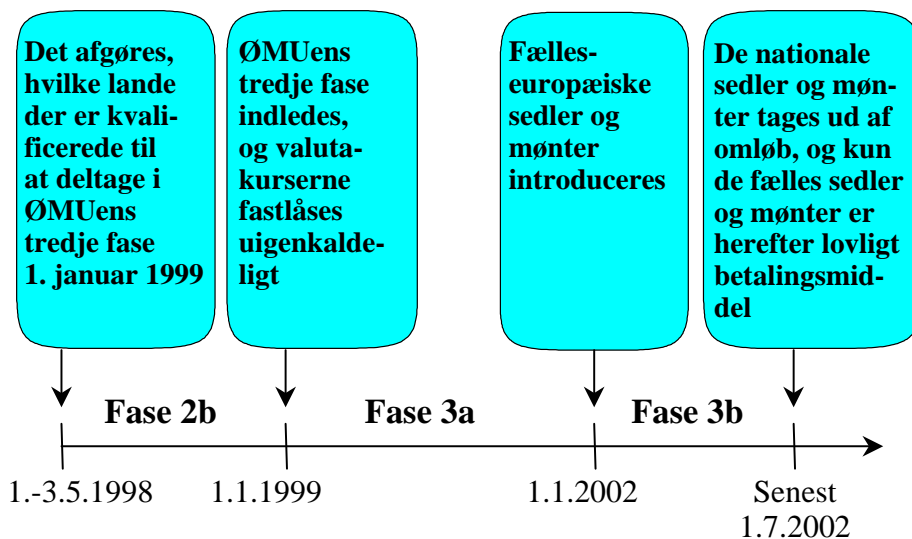 Det afgøres,
hvilke lande
der er kvali-
ficerede til
at deltage i
ØMUens
tredje fase
1. januar 1999
ØMUens
tredje fase
indledes,
og valuta-
kurserne
fastlåses
uigenkalde-
ligt
Fælles-
europæiske
sedler og
mønter
introduceres
De nationale
sedler og møn-
ter tages ud af
omløb, og kun
de fælles sedler
og mønter er
herefter lovligt
betalingsmid-
del
Fase 2b
Fase 3a
Fase 3b
1.-3.5.1998
1.1.1999
1.1.2002
Senest
1.7.2002